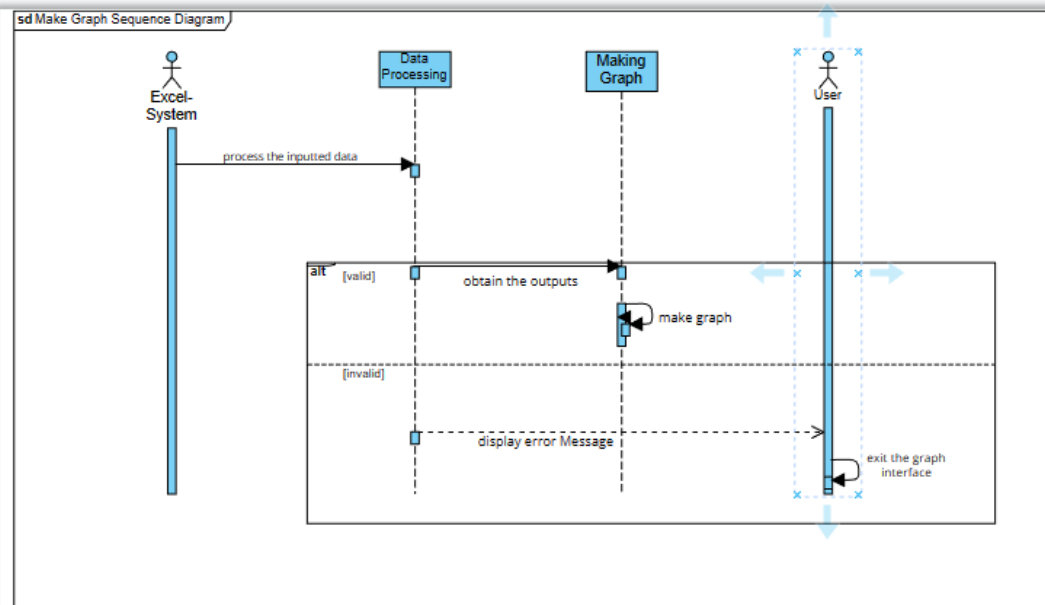 sd Make Graph Sequence Diagram
Excel-
System
Data
Processing
Making
Graph
User
process the inputted data
alt
[valid]
obtain the outputs
make graph
[invalid]
display error Message
exit the graph
interface